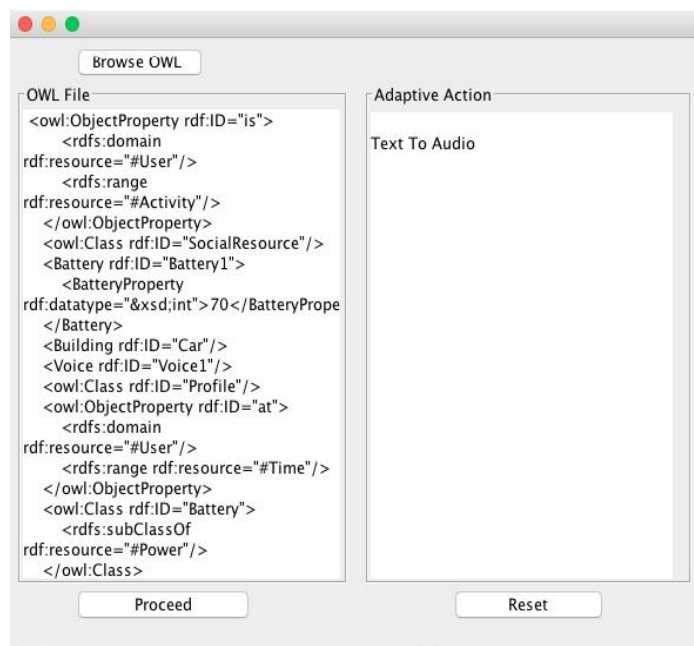 Browse OWL
OWL File
<owl:ObjectProperty rdf:ID="is">
<rdfs:domain
rdf:resource="#User"/>
<rdfs:range
rdf:resource="#Activity"/>
</owl:ObjectProperty>
<owl:Class rdf:ID="SocialResource"/>
<Battery rdf:ID="Battery1">
<BatteryProperty
rdf:datatype="&xsd;int">70</BatteryPrope
</Battery>
<Building rdf:ID="Car"/>
<Voice rdf:ID="Voice1"/>
<owl:Class rdf:ID="Profile"/>
<owl:ObjectProperty rdf:ID="at">
<rdfs:domain
rdf:resource="#User"/>
<rdfs:range rdf:resource="#Time"/>
</owl:ObjectProperty>
<owl:Class rdf:ID="Battery">
<rdfs:subClassOf
rdf:resource="#Power"/>
</owl:Class>
Proceed
Adaptive Action
Text To Audio
Reset